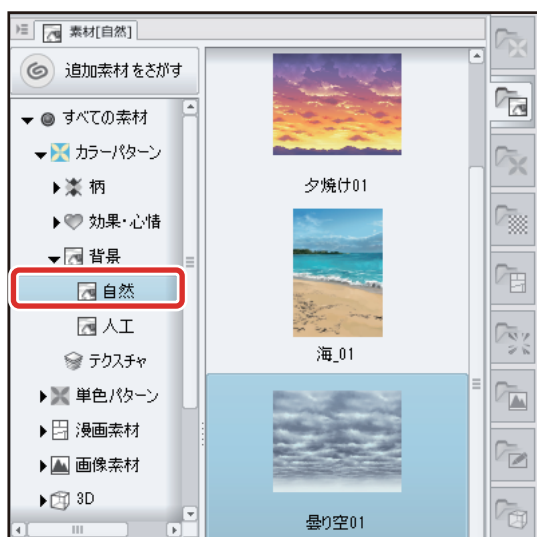 素材[自然]
追加素材をさがす
すべての素材
カラーパターン
柄
効果・心情
背景
自然
人工
テクスチャ
単色パターン
漫画素材
画像素材
3D
夕焼け01
海_01
曇り空01